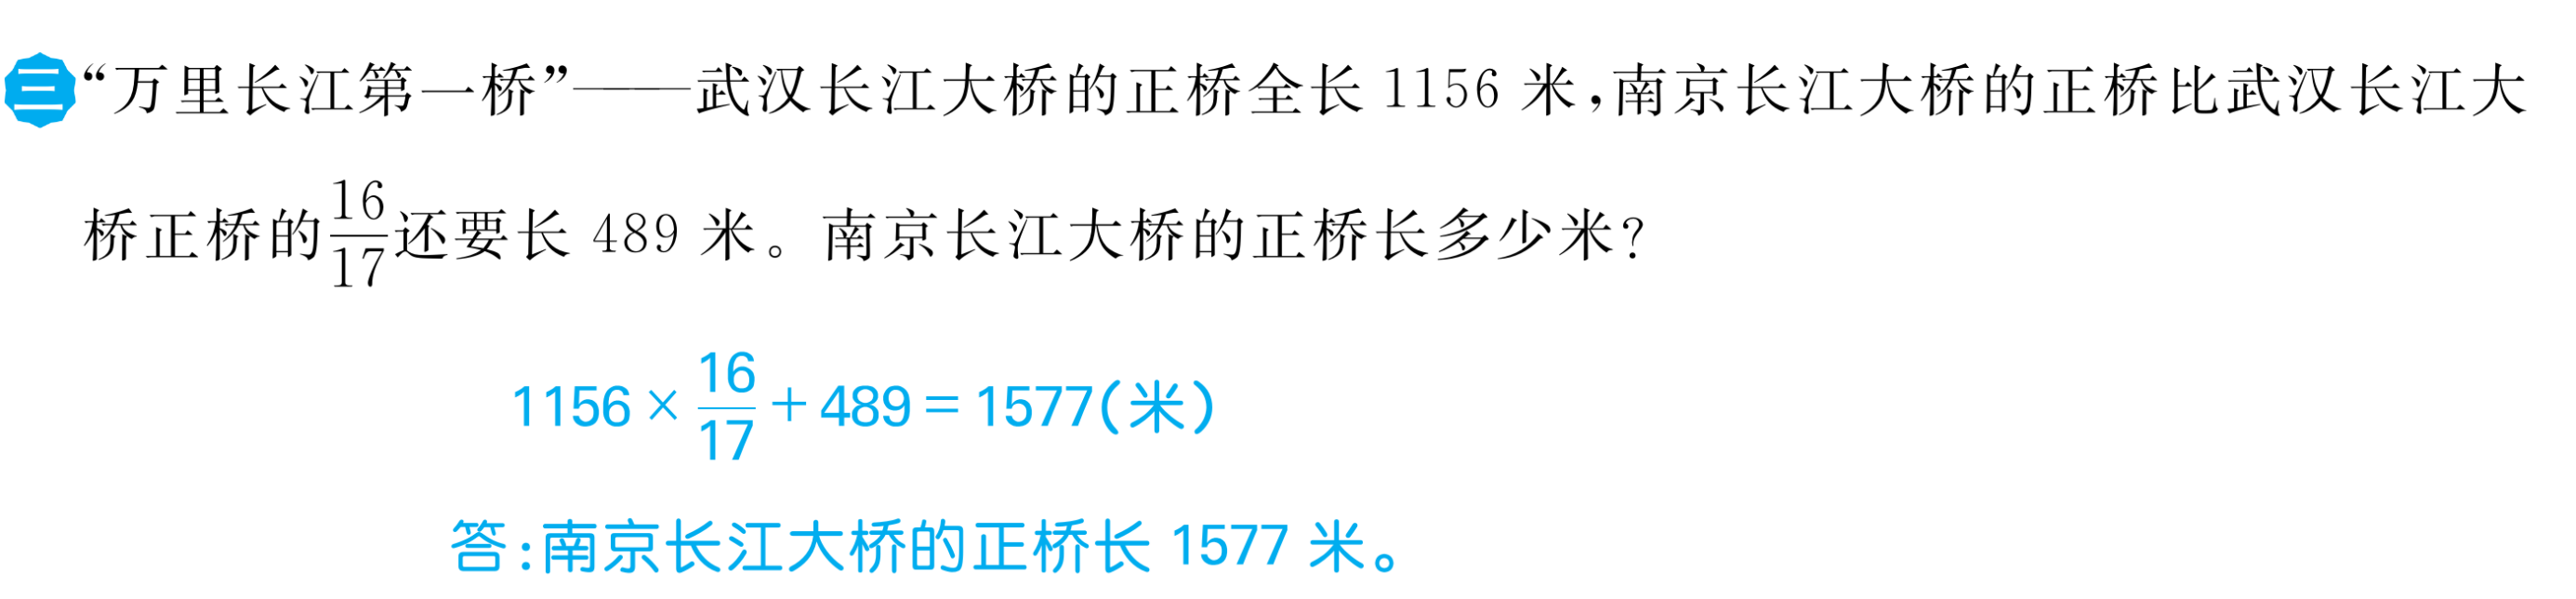 三“万里长江第一桥”——武汉长江大桥的正桥全长 1156 米,南京长江大桥的正桥比武汉长江大
桥正桥的16/17还要长 489 米。南京长江大桥的正桥长多少米?
1156 × 16/17 + 489 = 1577(米)
答:南京长江大桥的正桥长 1577 米。